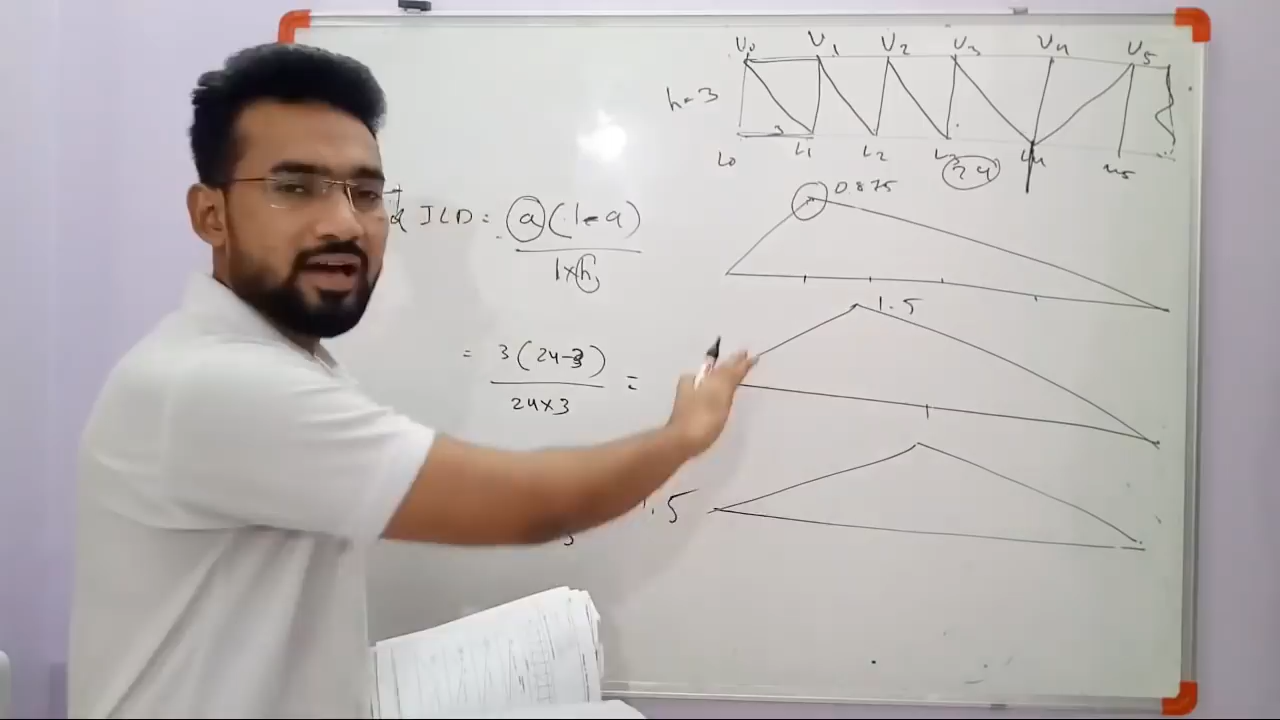 U0 U1 U2 U3 U4 U5
h=3
3
L0 L1 L2 L3 L4
24
0.875
ILD = a(l-a)
l×h
1.5
= 3(24-3) =
24×3
1.5